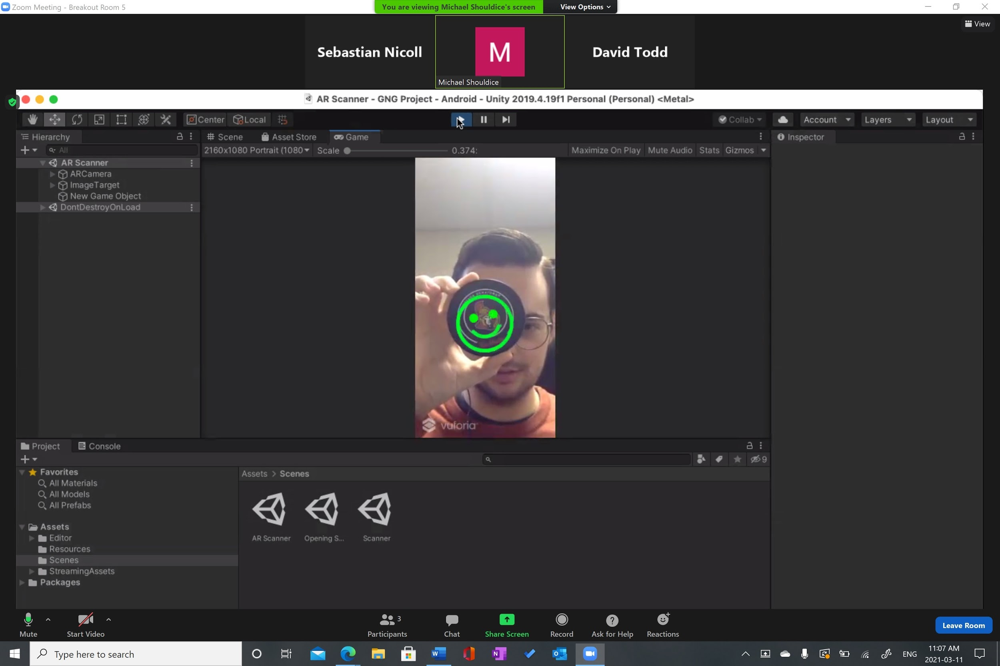 Zoom Meeting - Breakout Room 5
You are viewing Michael Shouldice's screen
View Options
View
Sebastian Nicoll
M
Michael Shouldice
David Todd
AR Scanner - GNG Project - Android - Unity 2019.4.19f1 Personal (Personal) <Metal>
Center
Local
Collab
Account
Layers
Layout
Hierarchy
Scene
Asset Store
Game
Inspector
All
2160x1080 Portrait (1080
Scale
0.374:
Maximize On Play
Mute Audio
Stats
Gizmos
AR Scanner
ARCamera
ImageTarget
New Game Object
DontDestroyOnLoad
vuforia
Project
Console
9
Favorites
All Materials
All Models
All Prefabs
Assets
Editor
Resources
Scenes
StreamingAssets
Packages
Assets > Scenes
AR Scanner
Opening S...
Scanner
Mute
Start Video
3
Participants
Chat
Share Screen
Record
Ask for Help
Reactions
Leave Room
Type here to search
ENG
11:07 AM
2021-03-11